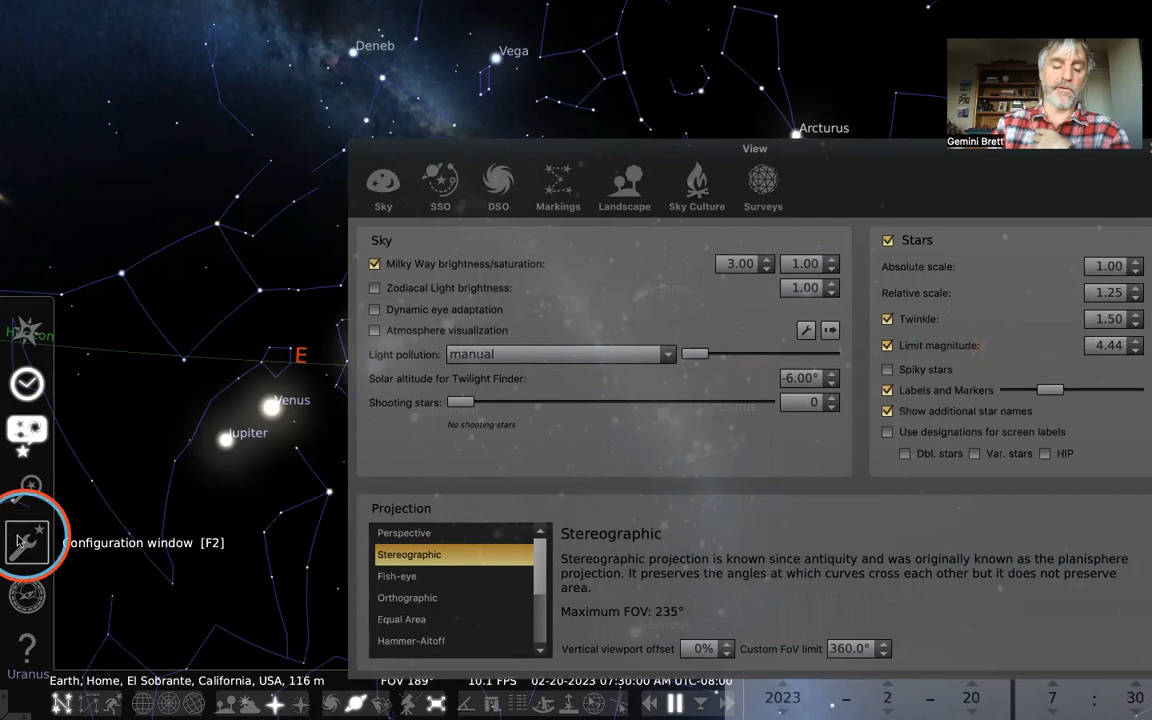 Deneb
Vega
Arcturus
Gemini Brett
View
Sky
SSO
DSO
Markings
Landscape
Sky Culture
Surveys
Sky
Milky Way brightness/saturation:
3.00
1.00
Zodiacal Light brightness:
1.00
Dynamic eye adaptation
Atmosphere visualization
Light pollution:
manual
Solar altitude for Twilight Finder:
-6.00°
Shooting stars:
0
No shooting stars
Stars
Absolute scale:
1.00
Relative scale:
1.25
Twinkle:
1.50
Limit magnitude:
4.44
Spiky stars
Labels and Markers
Show additional star names
Use designations for screen labels
Dbl. stars
Var. stars
HIP
E
Venus
Jupiter
Configuration window [F2]
Projection
Perspective
Stereographic
Fish-eye
Orthographic
Equal Area
Hammer-Aitoff
Stereographic
Stereographic projection is known since antiquity and was originally known as the planisphere
projection. It preserves the angles at which curves cross each other but it does not preserve
area.
Maximum FOV: 235°
Vertical viewport offset
0%
Custom FoV limit
360.0°
?
Uranus
Earth, Home, El Sobrante, California, USA, 116 m
FOV 189°
10.1 FPS
02-20-2023 07:30:00 AM UTC-08:00
2023 - 2 - 20
7 : 30